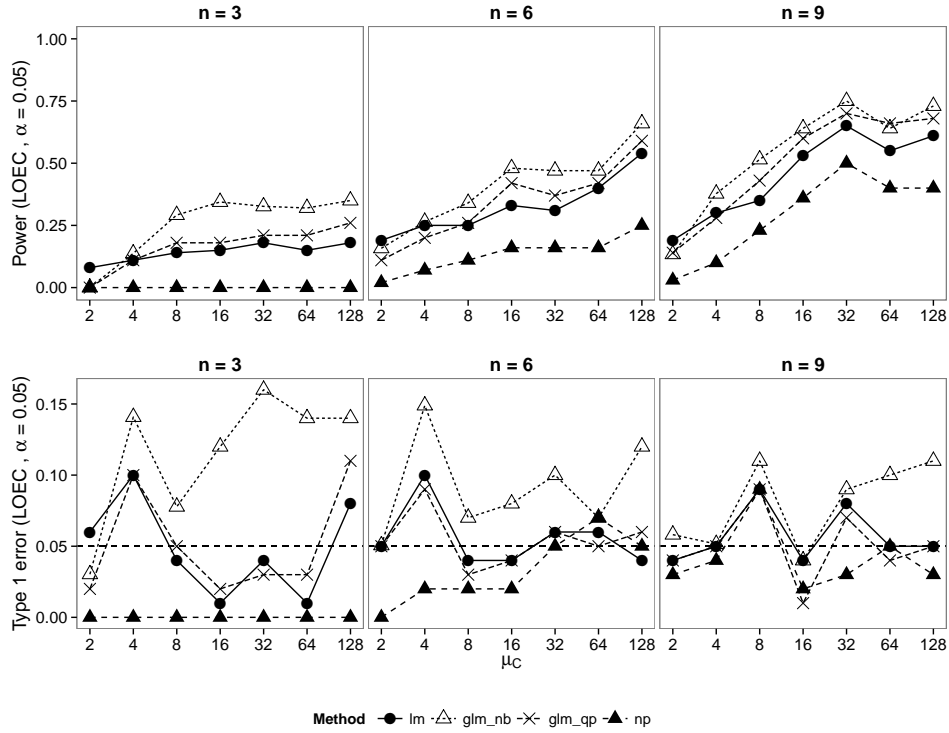 n = 3
n = 6
n = 9
Power (LOEC , α = 0.05)
1.00
0.75
0.50
0.25
0.00
2 4 8 16 32 64 128
2 4 8 16 32 64 128
2 4 8 16 32 64 128
n = 3
n = 6
n = 9
Type 1 error (LOEC , α = 0.05)
0.15
0.10
0.05
0.00
2 4 8 16 32 64 128
2 4 8 16 32 64 128
2 4 8 16 32 64 128
μC
Method lm glm_nb glm_qp np